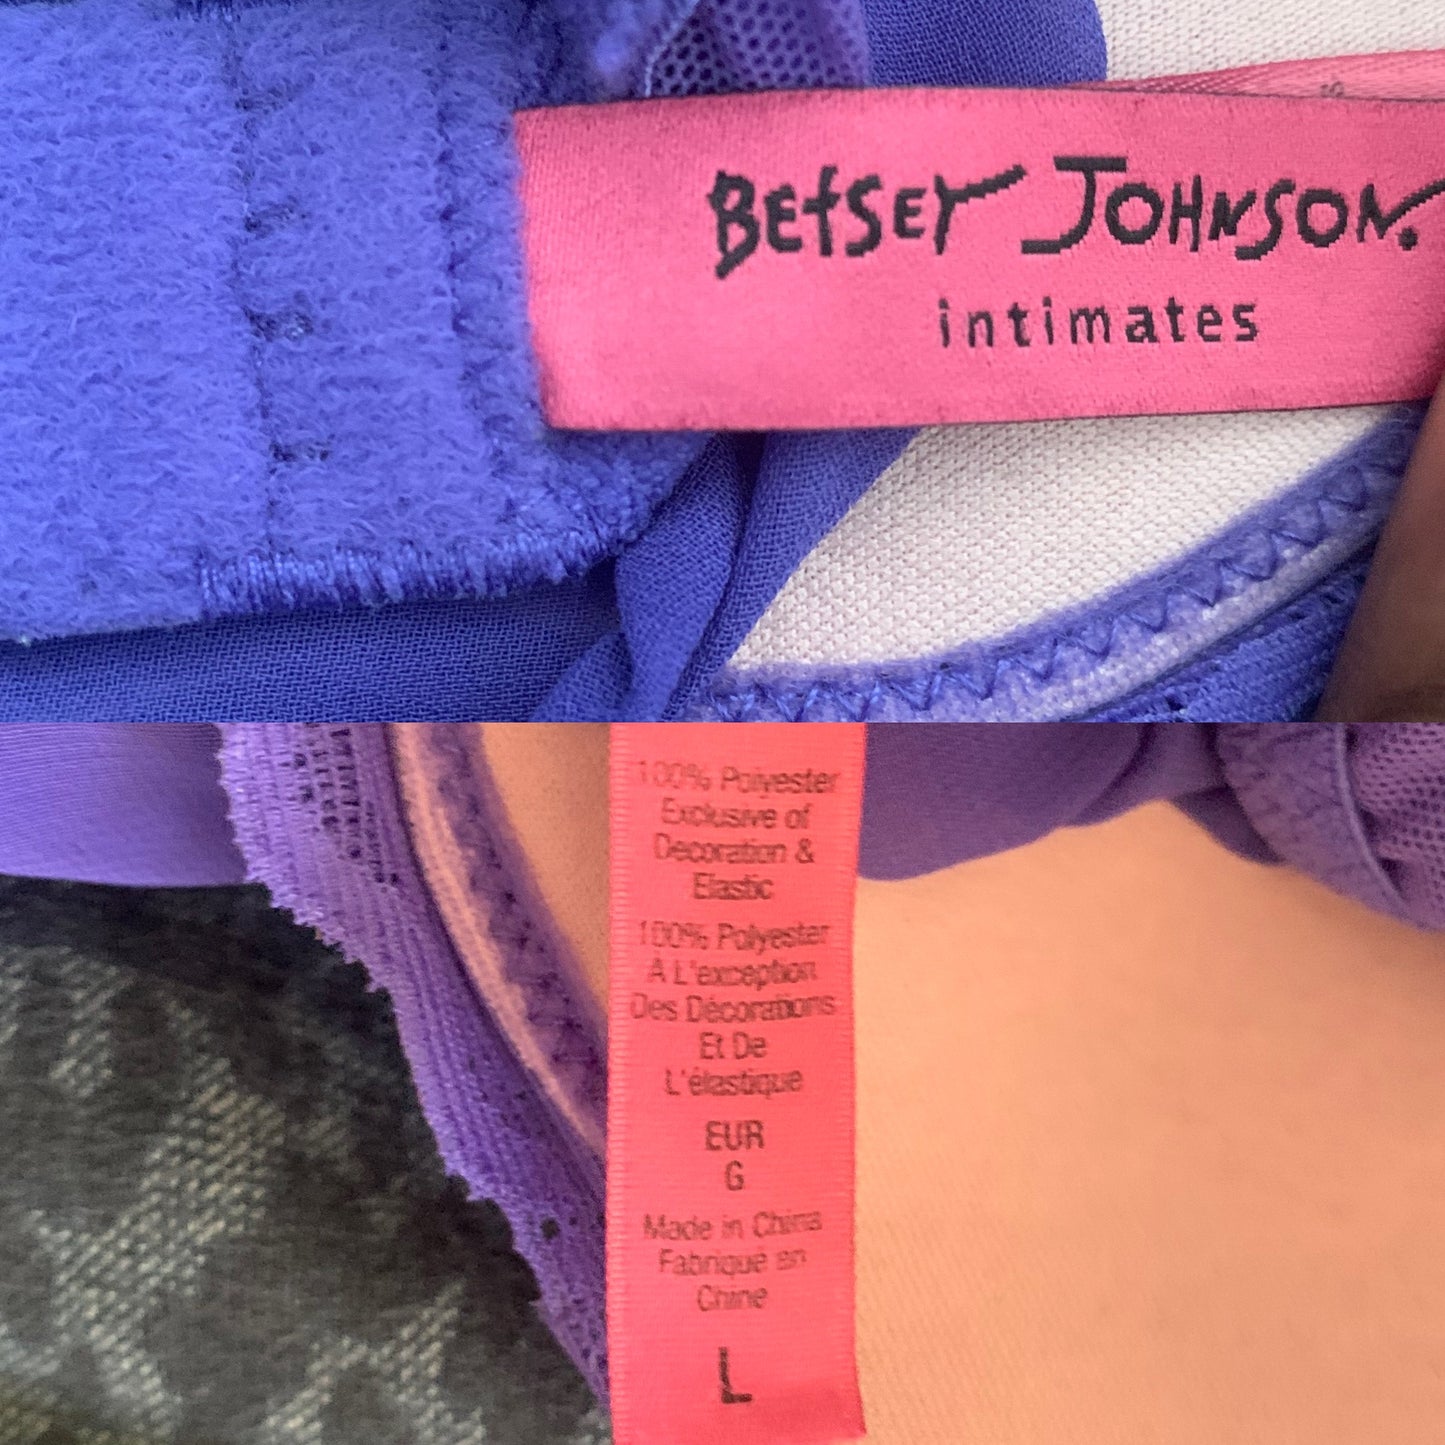 BEtSEY JOHNSON.
intimates
100% Polyester
Exclusive of
Decoration &
Elastic
100% Polyester
A L'exception
Des Décorations
Et De
L'élastique
EUR
G
Made in China
Fabriqué en
Chine
L